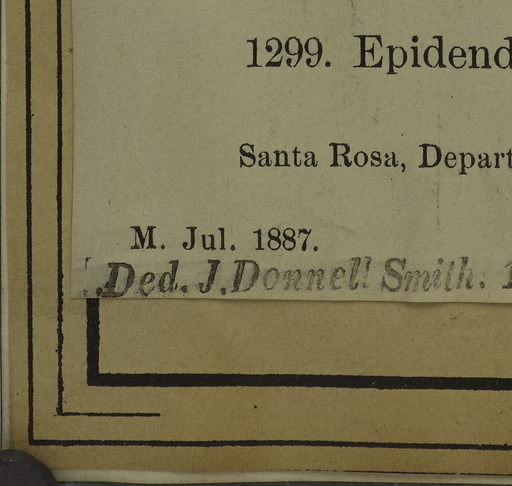 1299. Epidend
Santa Rosa, Depart
M. Jul. 1887.
Ded. J. Donnell Smith.